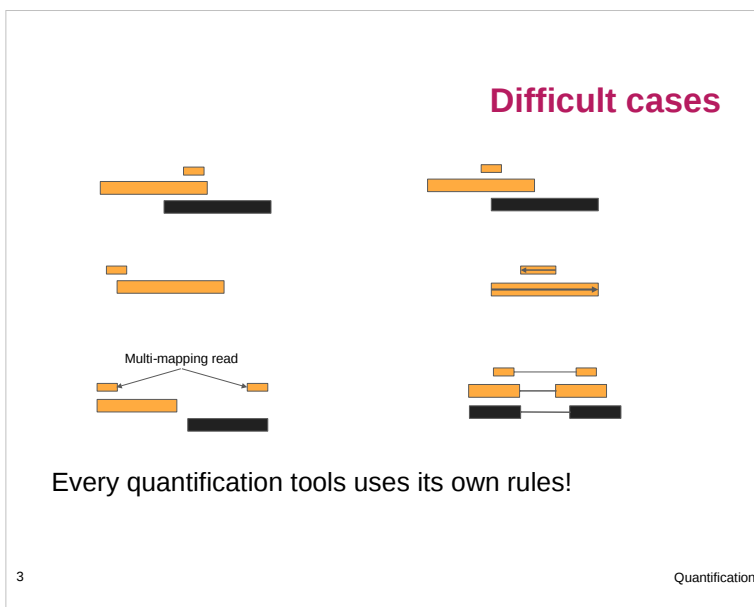 Difficult cases
Multi-mapping read
Every quantification tools uses its own rules!
3
Quantification